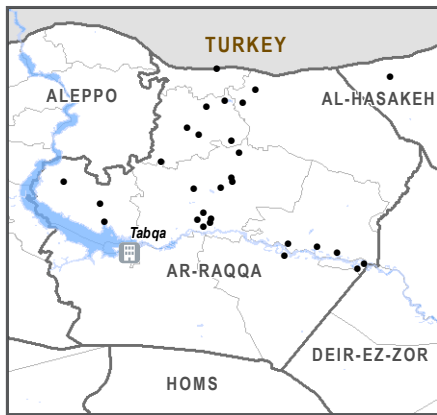 TURKEY
ALEPPO
AL-HASAKEH
Tabqa
AR-RAQQA
DEIR-EZ-ZOR
HOMS